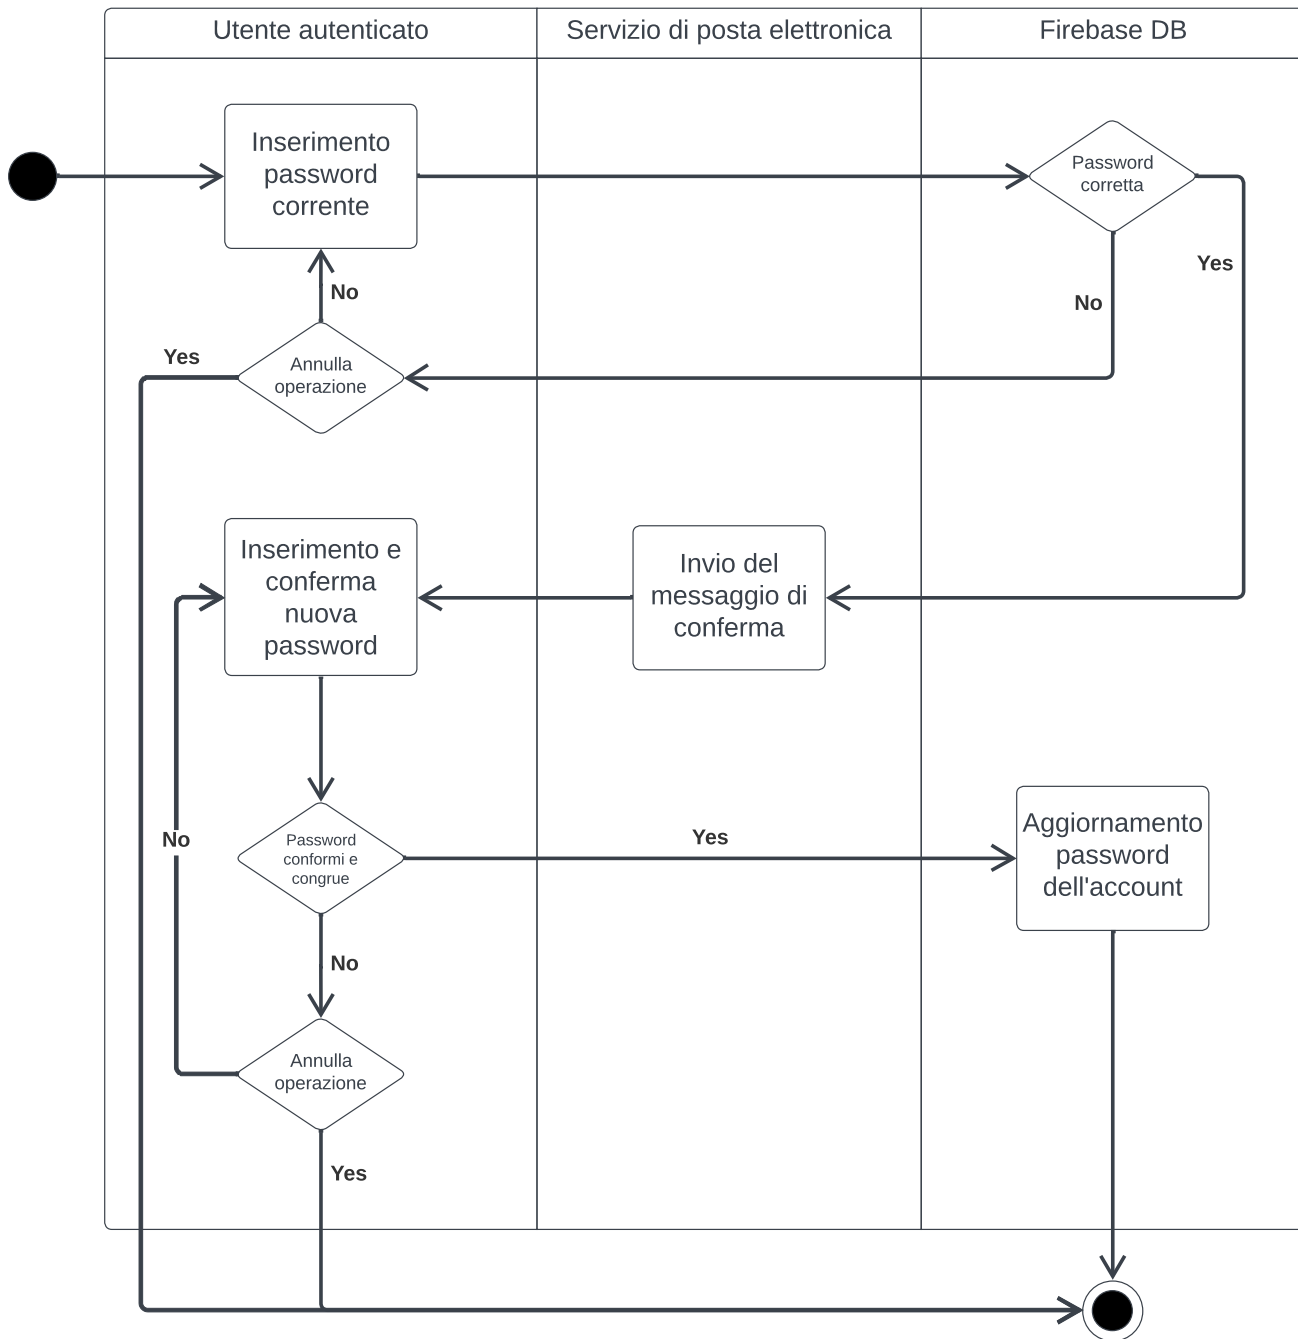 Utente autenticato
Servizio di posta elettronica
Firebase DB
Inserimento
password
corrente
Password
corretta
Yes
No
No
Yes
Annulla
operazione
Inserimento e
conferma
nuova
password
Invio del
messaggio di
conferma
No
Password
conformi e
congrue
Yes
Aggiornamento
password
dell'account
No
Annulla
operazione
Yes